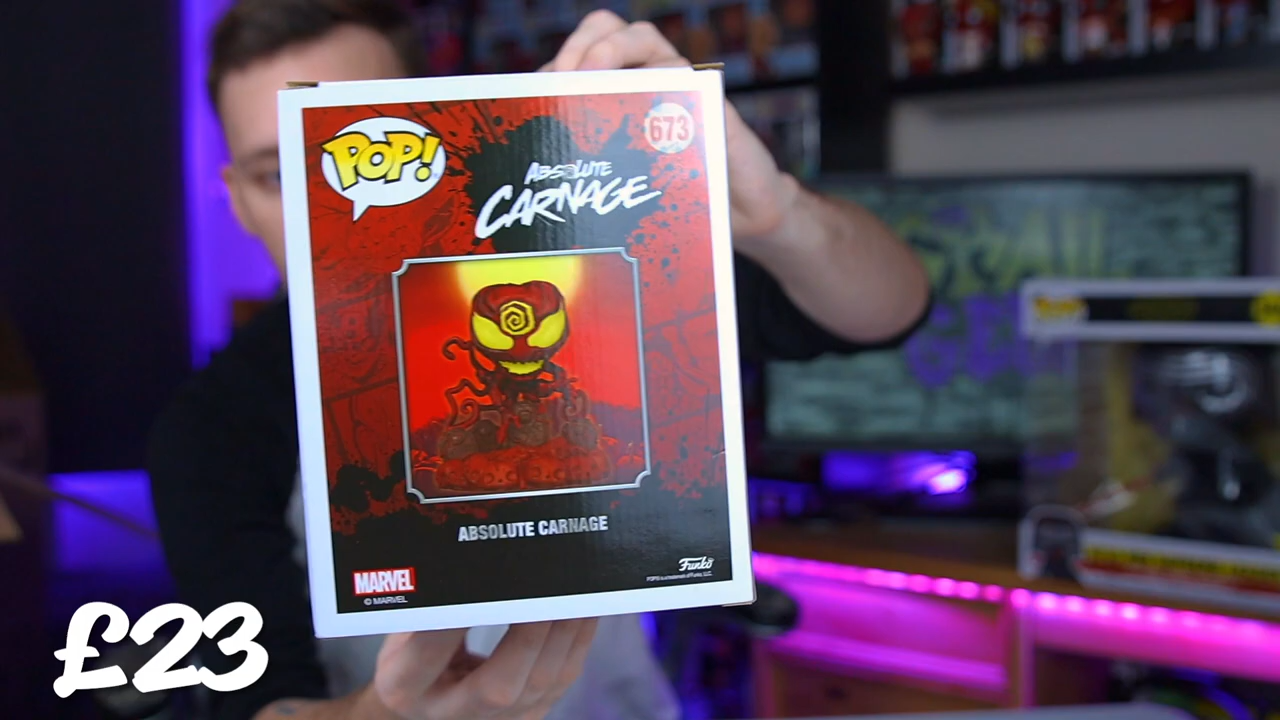 POP!
673
ABSOLUTE
CARNAGE
ABSOLUTE CARNAGE
MARVEL
© MARVEL
Funko
£23